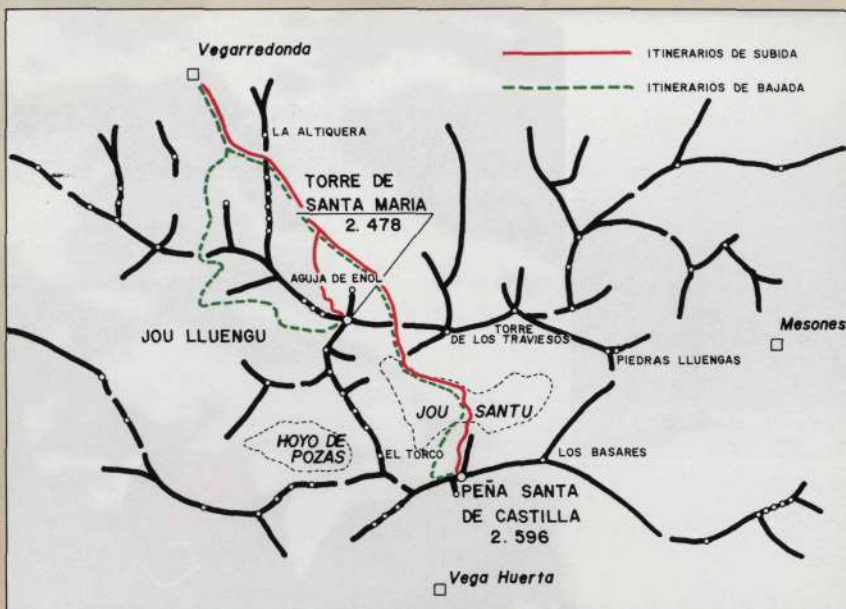 Vegarredonda
ITINERARIOS DE SUBIDA
ITINERARIOS DE BAJADA
LA ALTIQUERA
TORRE DE
SANTA MARIA
2.478
AGUJA DE ENOL
JOU LLUENGU
TORRE
DE LOS TRAVIESOS
Mesones
PIEDRAS LLUENGAS
JOU SANTU
HOYO DE
POZAS
EL TORCO
LOS BASARES
PEÑA SANTA
DE CASTILLA
2.596
Vega Huerta